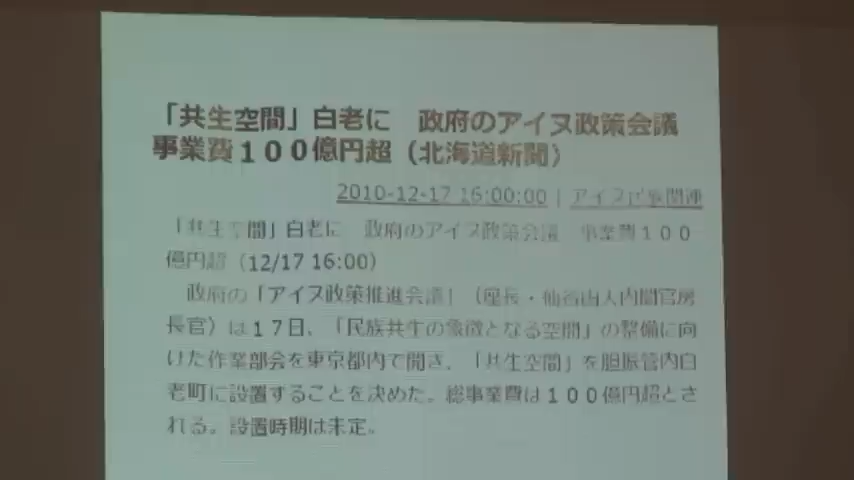 「共生空間」白老に　政府のアイヌ政策会議
事業費１００億円超（北海道新聞）
2010-12-17 16:00:00 | アイヌ民族関連
「共生空間」白老に　政府のアイヌ政策会議　事業費１００
億円超（12/17 16:00）
政府の「アイヌ政策推進会議」（座長・仙谷由人内閣官房
長官）は１７日、「民族共生の象徴となる空間」の整備に向
けた作業部会を東京都内で開き、「共生空間」を胆振管内白
老町に設置することを決めた。総事業費は１００億円超とさ
れる。設置時期は未定。